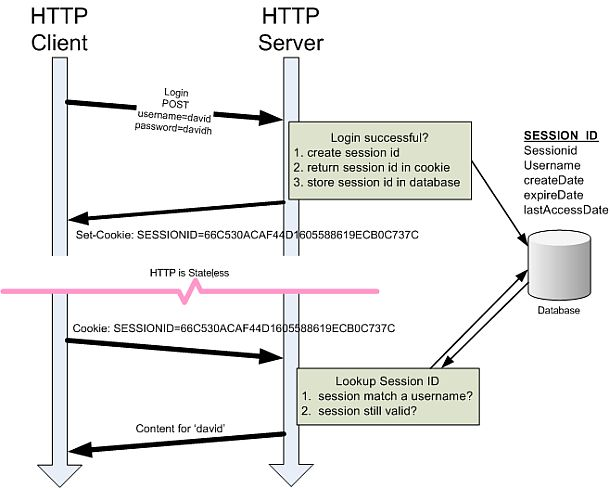 HTTP
Client
HTTP
Server
Login
POST
username=david
password=davidh
Login successful?
1. create session id
2. return session id in cookie
3. store session id in database
SESSION_ID
Sessionid
Username
createDate
expireDate
lastAccessDate
Set-Cookie: SESSIONID=66C530ACAF44D1605588619ECB0C737C
HTTP is Stateless
Database
Cookie: SESSIONID=66C530ACAF44D1605588619ECB0C737C
Lookup Session ID
1. session match a username?
2. session still valid?
Content for 'david'